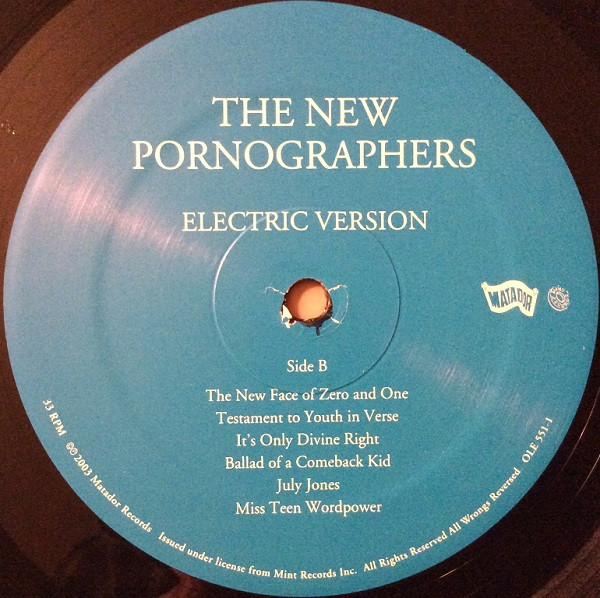 THE NEW
PORNOGRAPHERS
ELECTRIC VERSION
MATADOR
Side B
The New Face of Zero and One
Testament to Youth in Verse
It's Only Divine Right
Ballad of a Comeback Kid
July Jones
Miss Teen Wordpower
33 RPM ℗©2003 Matador Records Issued under license from Mint Records Inc. All Rights Reserved All Wrongs Reversed OLE 551-1